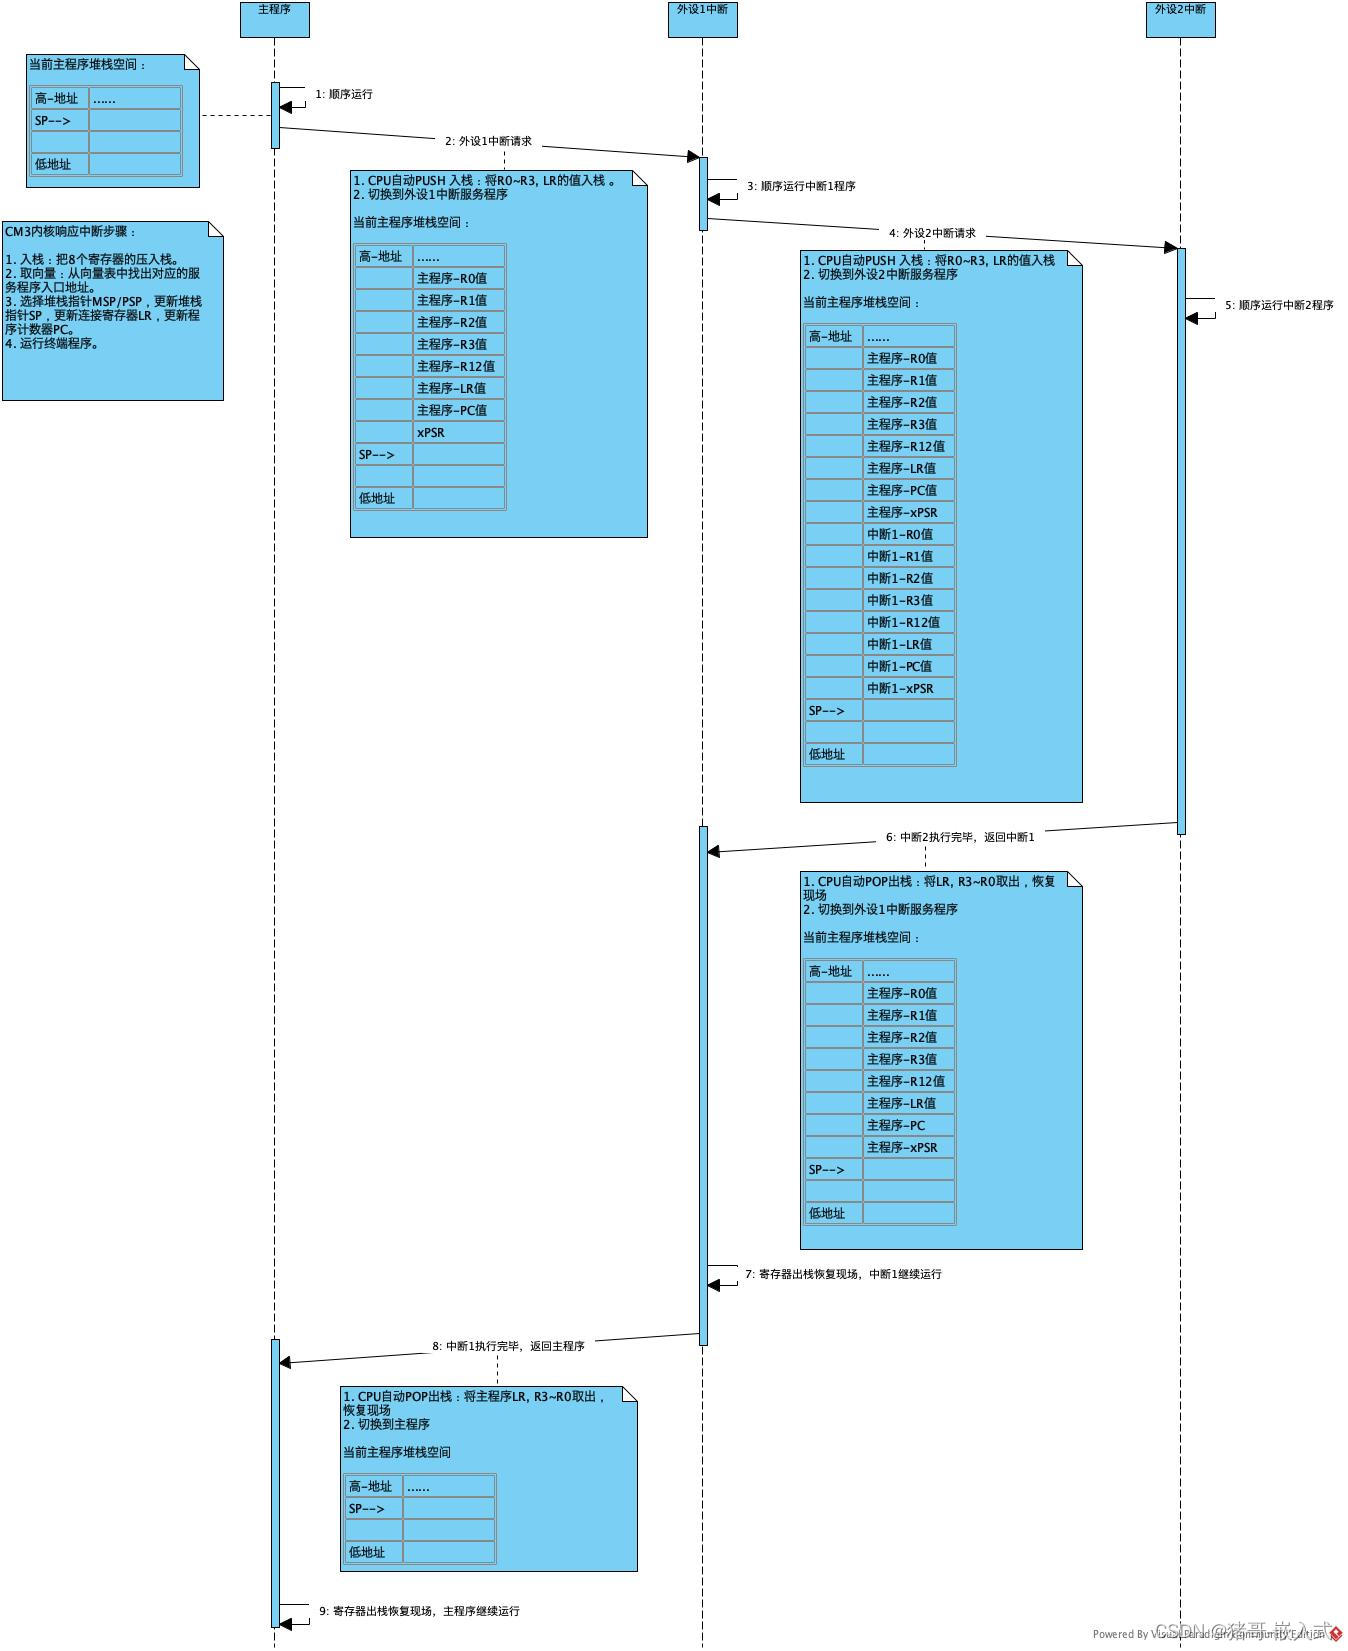 主程序
外设1中断
外设2中断
当前主程序堆栈空间：
高-地址 ......
SP-->
低地址
1: 顺序运行
2: 外设1中断请求
CM3内核响应中断步骤：
1. 入栈：把8个寄存器的压入栈。
2. 取向量：从向量表中找出对应的服
务程序入口地址。
3. 选择堆栈指针MSP/PSP，更新堆栈
指针SP，更新连接寄存器LR，更新程
序计数器PC。
4. 运行终端程序。
1. CPU自动PUSH 入栈：将R0~R3, LR的值入栈 。
2. 切换到外设1中断服务程序
当前主程序堆栈空间：
高-地址 ......
主程序-R0值
主程序-R1值
主程序-R2值
主程序-R3值
主程序-R12值
主程序-LR值
主程序-PC值
xPSR
SP-->
低地址
3: 顺序运行中断1程序
4: 外设2中断请求
1. CPU自动PUSH 入栈：将R0~R3, LR的值入栈
2. 切换到外设2中断服务程序
当前主程序堆栈空间：
高-地址 ......
主程序-R0值
主程序-R1值
主程序-R2值
主程序-R3值
主程序-R12值
主程序-LR值
主程序-PC值
主程序-xPSR
中断1-R0值
中断1-R1值
中断1-R2值
中断1-R3值
中断1-R12值
中断1-LR值
中断1-PC值
中断1-xPSR
SP-->
低地址
5: 顺序运行中断2程序
6: 中断2执行完毕，返回中断1
1. CPU自动POP出栈：将LR, R3~R0取出，恢复
现场
2. 切换到外设1中断服务程序
当前主程序堆栈空间：
高-地址 ......
主程序-R0值
主程序-R1值
主程序-R2值
主程序-R3值
主程序-R12值
主程序-LR值
主程序-PC
主程序-xPSR
SP-->
低地址
7: 寄存器出栈恢复现场，中断1继续运行
8: 中断1执行完毕，返回主程序
1. CPU自动POP出栈：将主程序LR, R3~R0取出，
恢复现场
2. 切换到主程序
当前主程序堆栈空间
高-地址 ......
SP-->
低地址
9: 寄存器出栈恢复现场，主程序继续运行
Powered By Visual Paradigm Community Edition
CSDN @猪哥-嵌入式